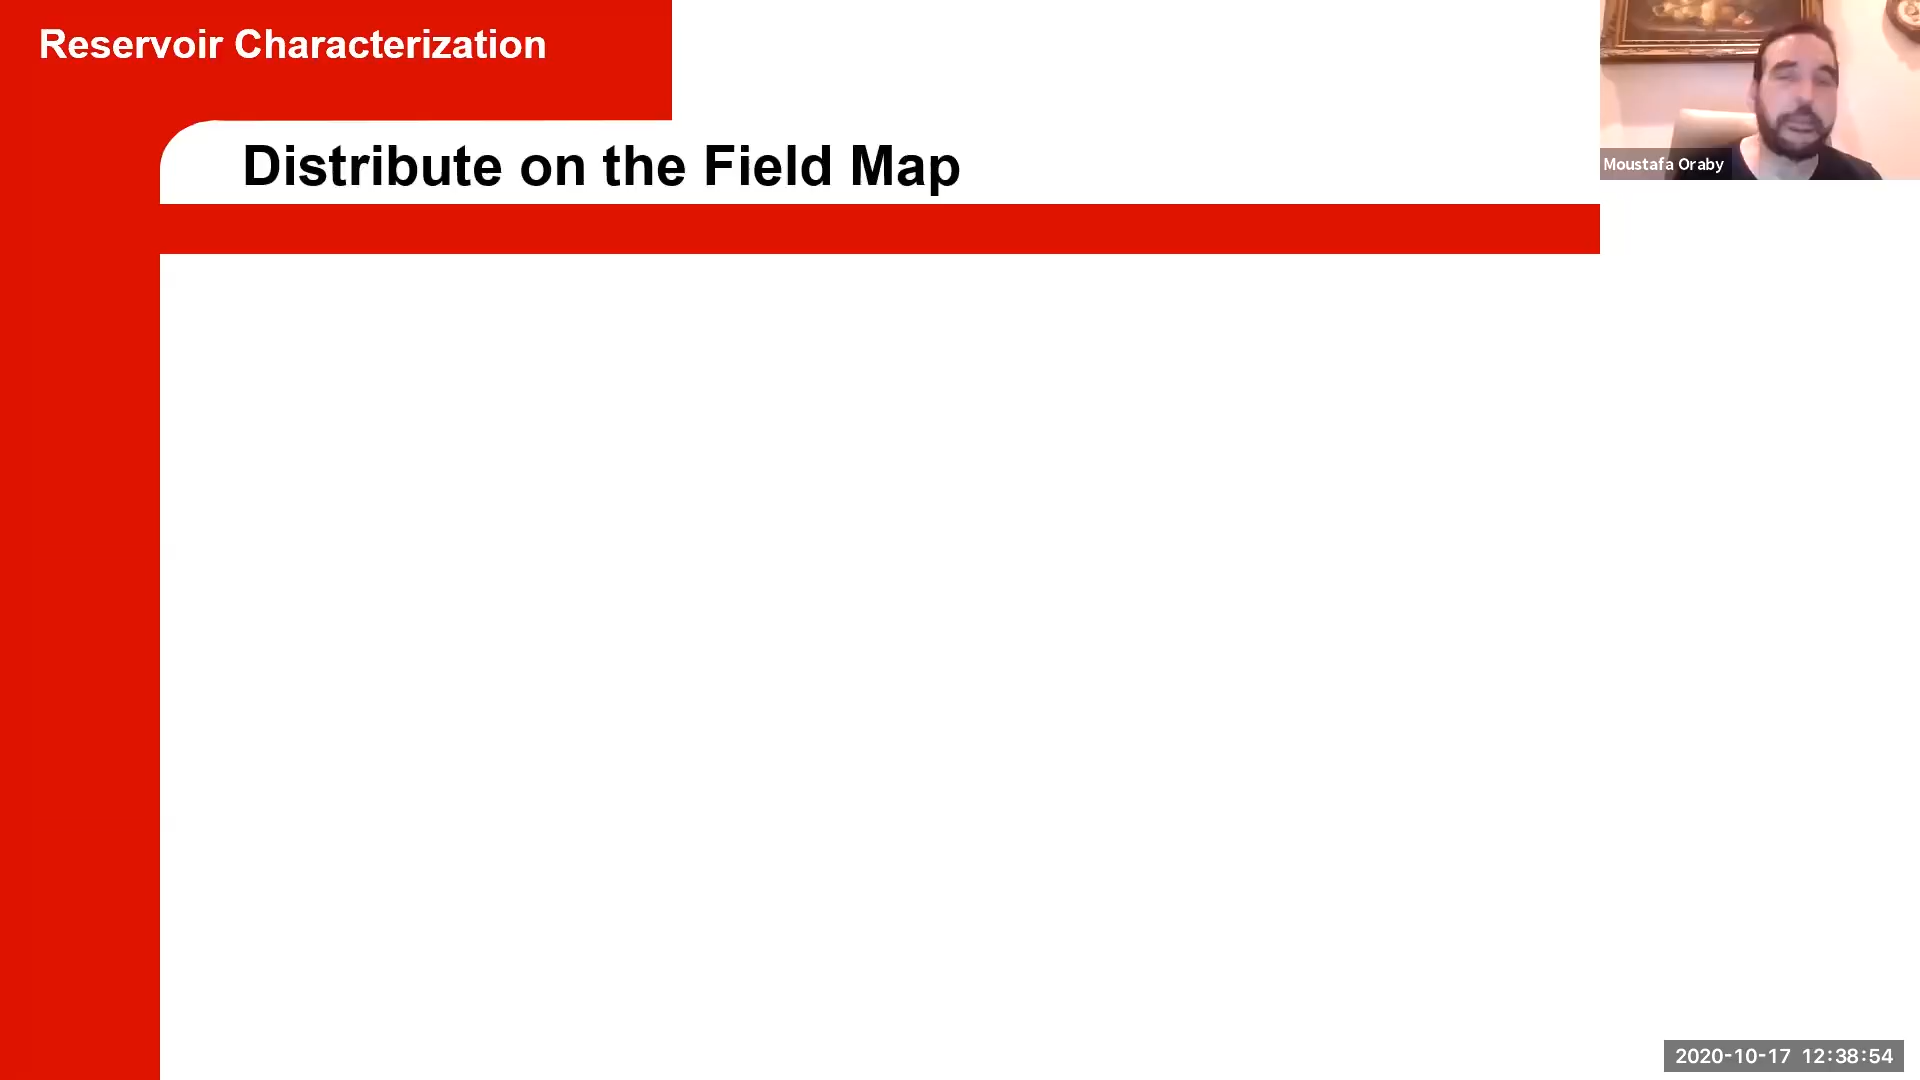 Reservoir Characterization
Distribute on the Field Map
Moustafa Oraby
2020-10-17 12:38:54